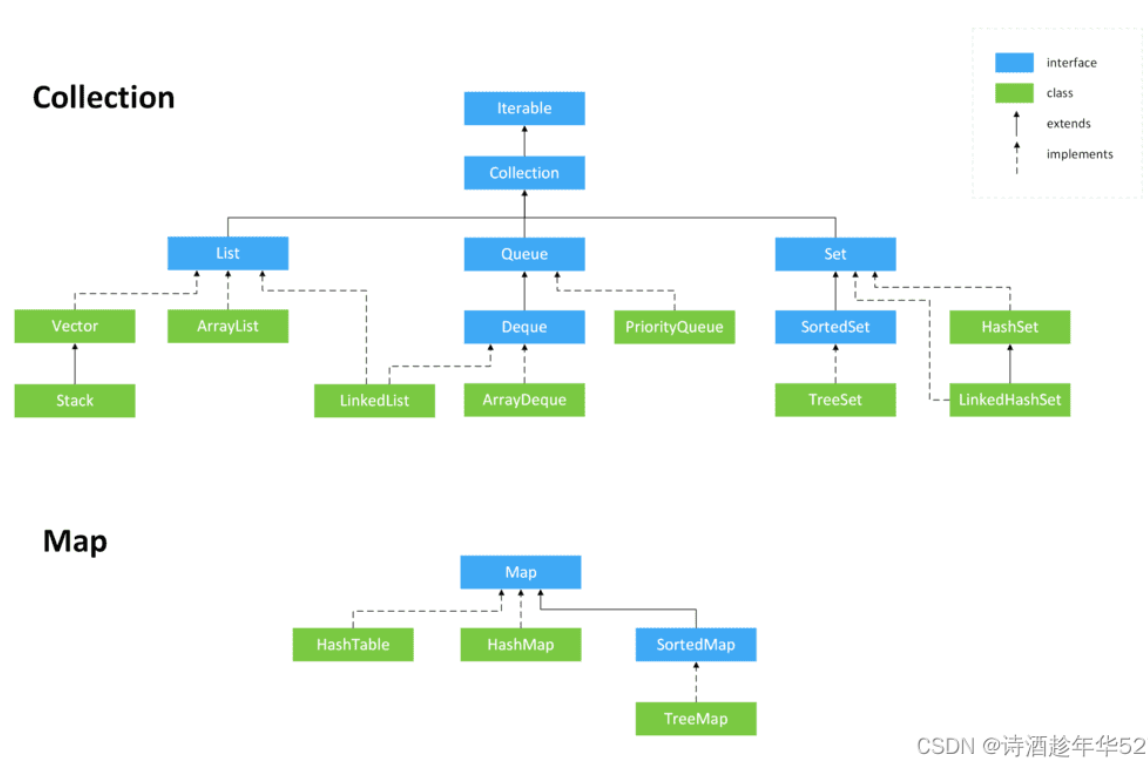 interface
Collection
class
Iterable
extends
implements
Collection
List
Queue
Set
Vector
ArrayList
Deque
PriorityQueue
SortedSet
HashSet
Stack
LinkedList
ArrayDeque
TreeSet
LinkedHashSet
Map
Map
HashTable
HashMap
SortedMap
TreeMap
CSDN @诗酒趁年华52